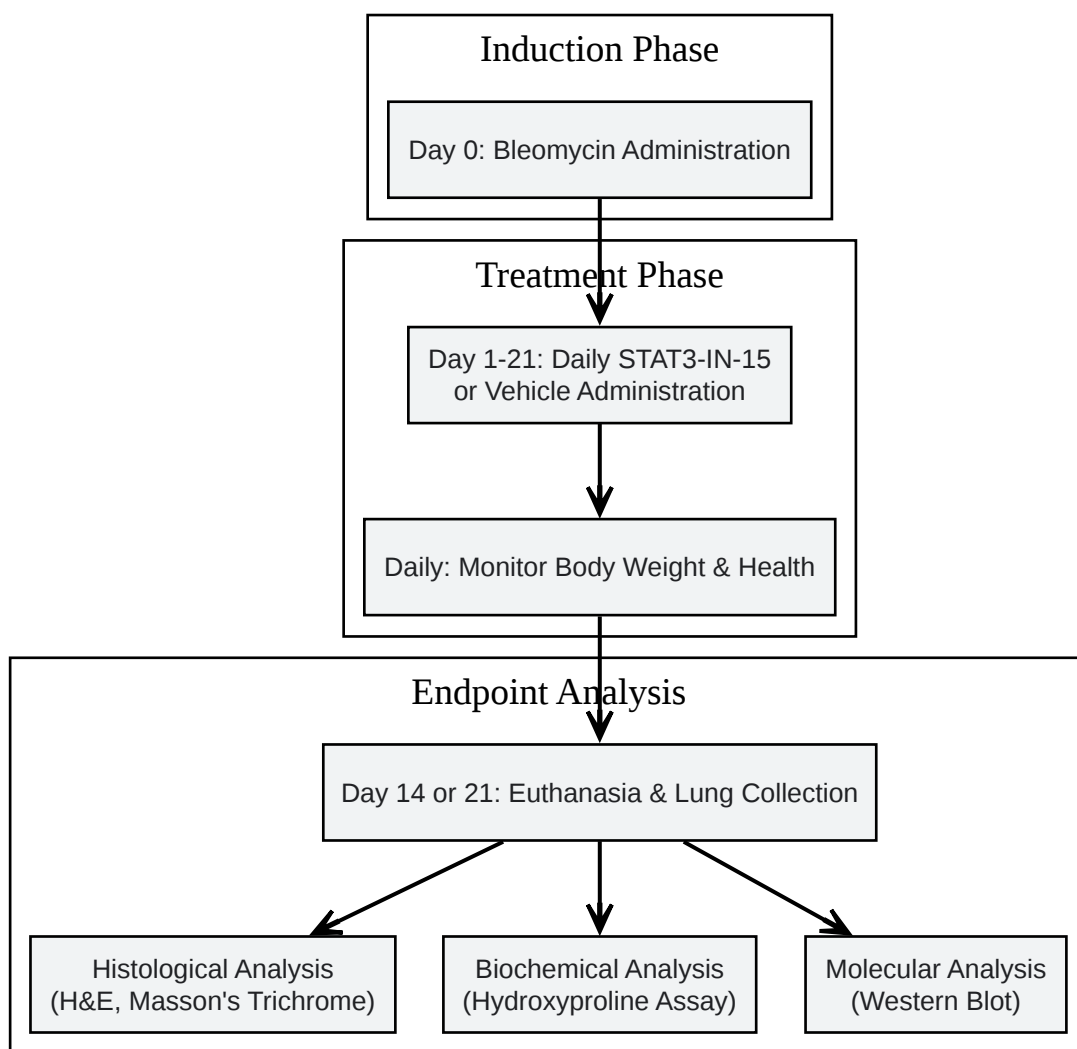 Induction Phase
Day 0: Bleomycin Administration
Treatment Phase
Day 1-21: Daily STAT3-IN-15
or Vehicle Administration
Daily: Monitor Body Weight & Health
Endpoint Analysis
Day 14 or 21: Euthanasia & Lung Collection
Histological Analysis
(H&E, Masson's Trichrome)
Biochemical Analysis
(Hydroxyproline Assay)
Molecular Analysis
(Western Blot)